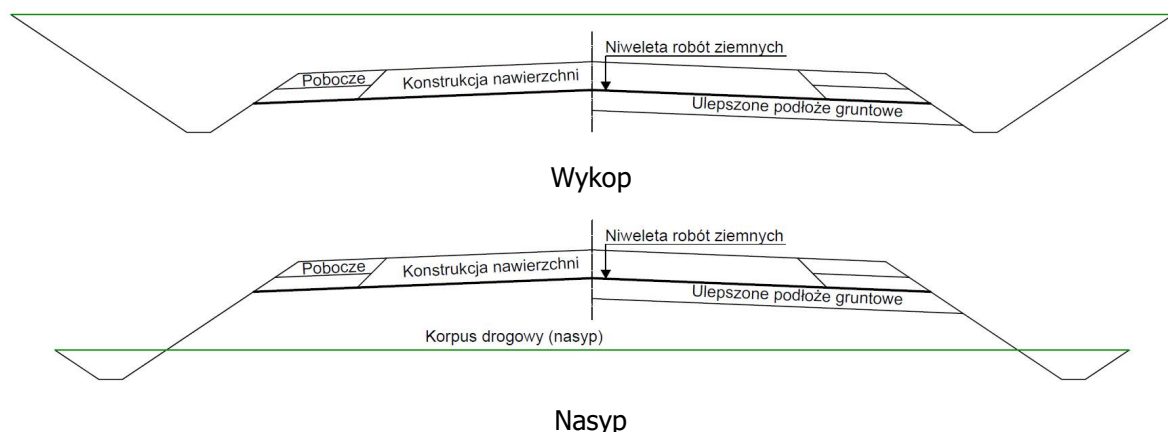 Niweleta robót ziemnych
Pobocze
Konstrukcja nawierzchni
Ulepszone podłoże gruntowe
Wykop
Niweleta robót ziemnych
Pobocze
Konstrukcja nawierzchni
Ulepszone podłoże gruntowe
Korpus drogowy (nasyp)
Nasyp